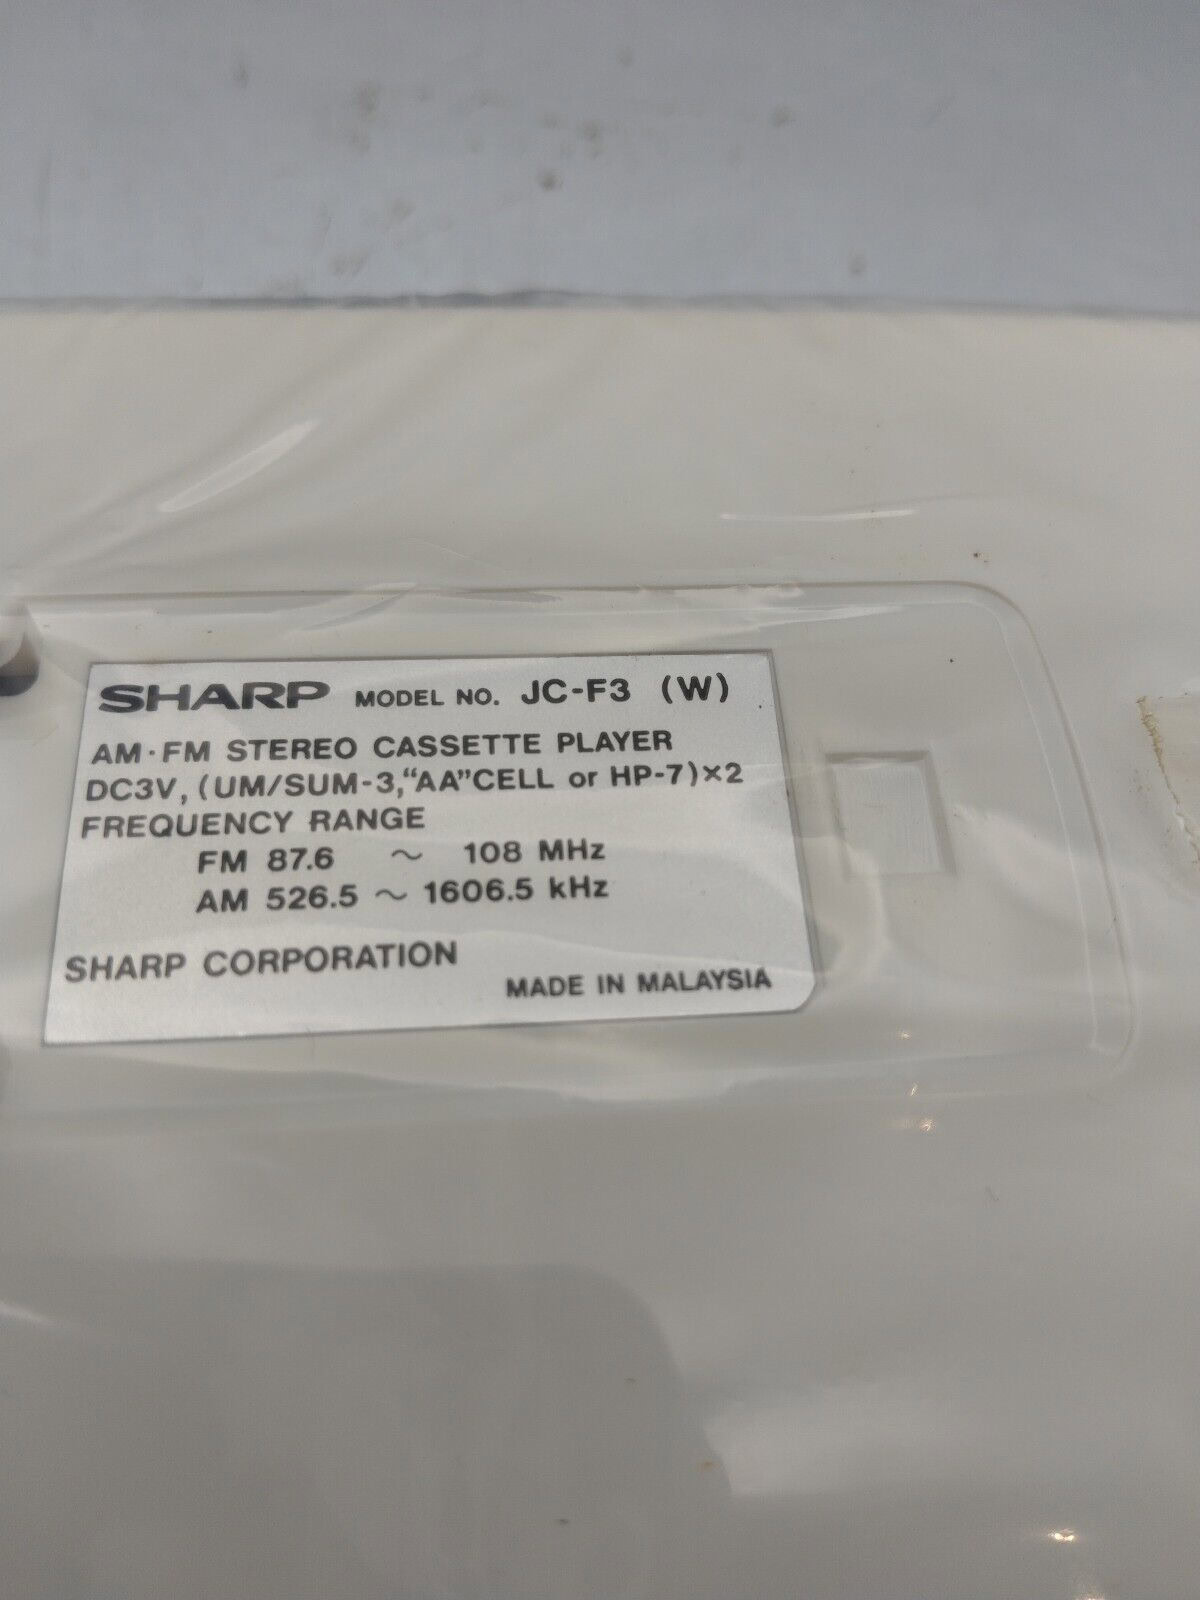 SHARP MODEL NO. JC-F3 (W)
AM·FM STEREO CASSETTE PLAYER
DC3V, (UM/SUM-3,“AA”CELL or HP-7)×2
FREQUENCY RANGE
FM 87.6 ~ 108 MHz
AM 526.5 ~ 1606.5 kHz
SHARP CORPORATION
MADE IN MALAYSIA